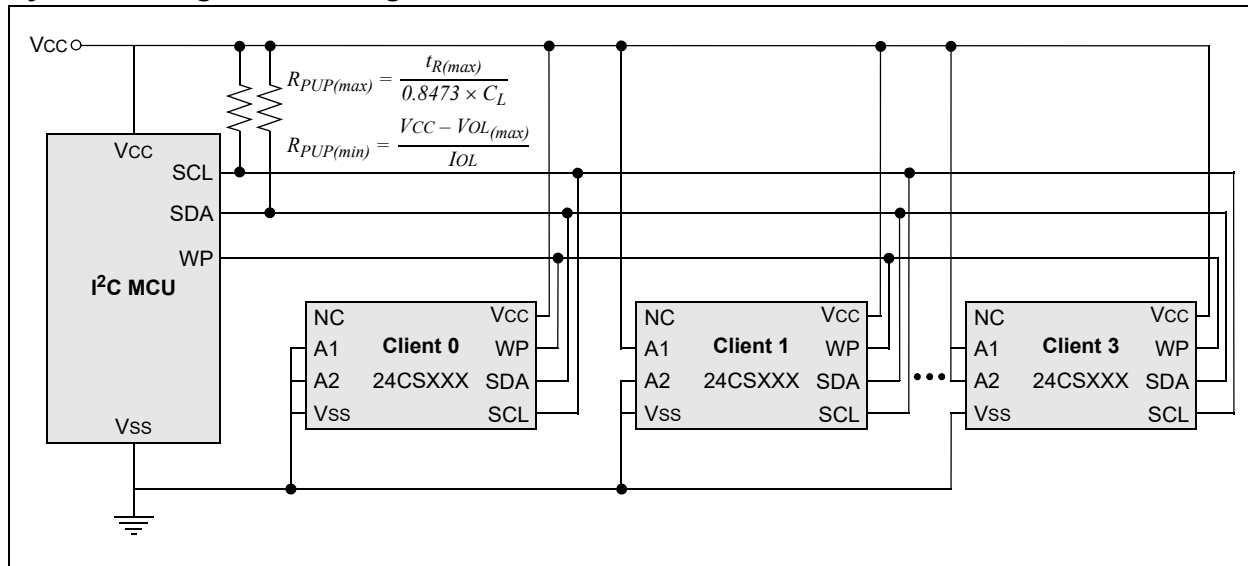 Vcc
R_PUP(max) = t_R(max) / 0.8473 × C_L
R_PUP(min) = VCC – VOL(max) / IOL
VCC
SCL
SDA
WP
I²C MCU
Vss
NC
A1
A2
Vss
Client 0
24CSXXX
Vcc
WP
SDA
SCL
NC
A1
A2
Vss
Client 1
24CSXXX
Vcc
WP
SDA
SCL
•••
NC
A1
A2
Vss
Client 3
24CSXXX
Vcc
WP
SDA
SCL